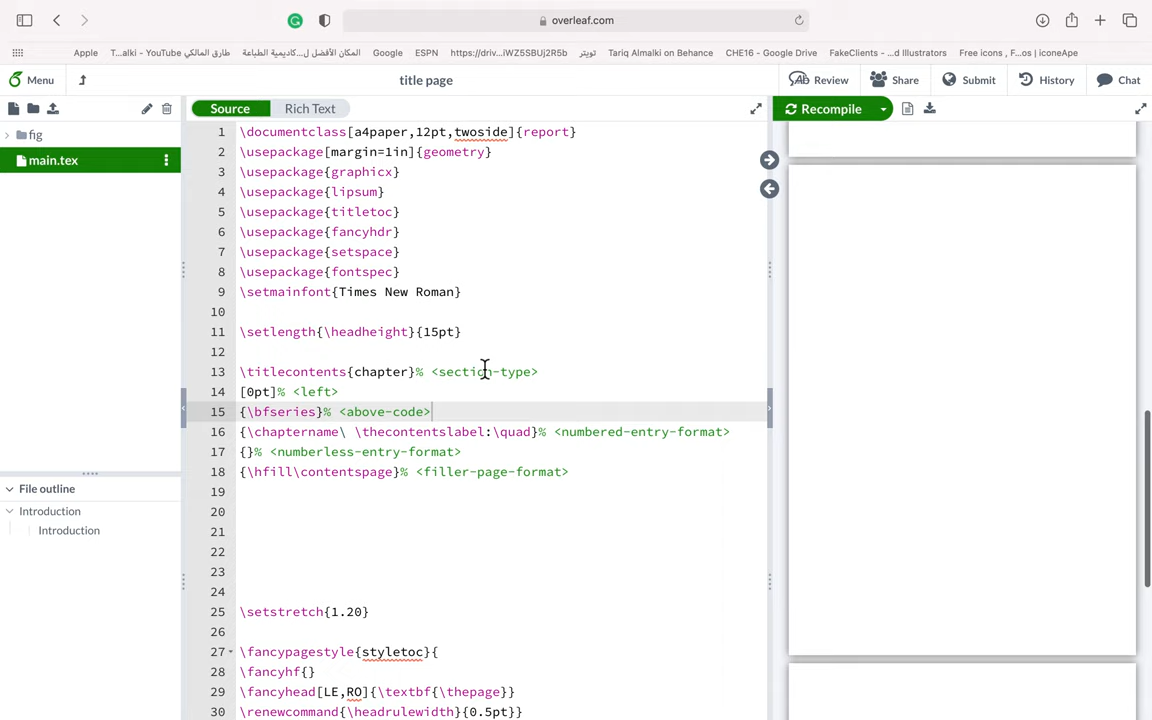 overleaf.com
Apple T...alki - YouTube طارق المالكي المكان الأفضل ل...كاديمية الطباعة Google ESPN https://driv...iWZ5SBUj2R5b تويتر Tariq Almalki on Behance CHE16 - Google Drive FakeClients - ...d Illustrators Free icons , F...os | iconeApe
Menu title page Review Share Submit History Chat
Source Rich Text Recompile
fig
main.tex
1 \documentclass[a4paper,12pt,twoside]{report}
2 \usepackage[margin=1in]{geometry}
3 \usepackage{graphicx}
4 \usepackage{lipsum}
5 \usepackage{titletoc}
6 \usepackage{fancyhdr}
7 \usepackage{setspace}
8 \usepackage{fontspec}
9 \setmainfont{Times New Roman}
10
11 \setlength{\headheight}{15pt}
12
13 \titlecontents{chapter}% <section-type>
14 [0pt]% <left>
15 {\bfseries}% <above-code>
16 {\chaptername\ \thecontentslabel:\quad}% <numbered-entry-format>
17 {}% <numberless-entry-format>
18 {\hfill\contentspage}% <filler-page-format>
19
20
21
22
23
24
25 \setstretch{1.20}
26
27 \fancypagestyle{styletoc}{
28 \fancyhf{}
29 \fancyhead[LE,RO]{\textbf{\thepage}}
30 \renewcommand{\headrulewidth}{0.5pt}}
File outline
Introduction
Introduction